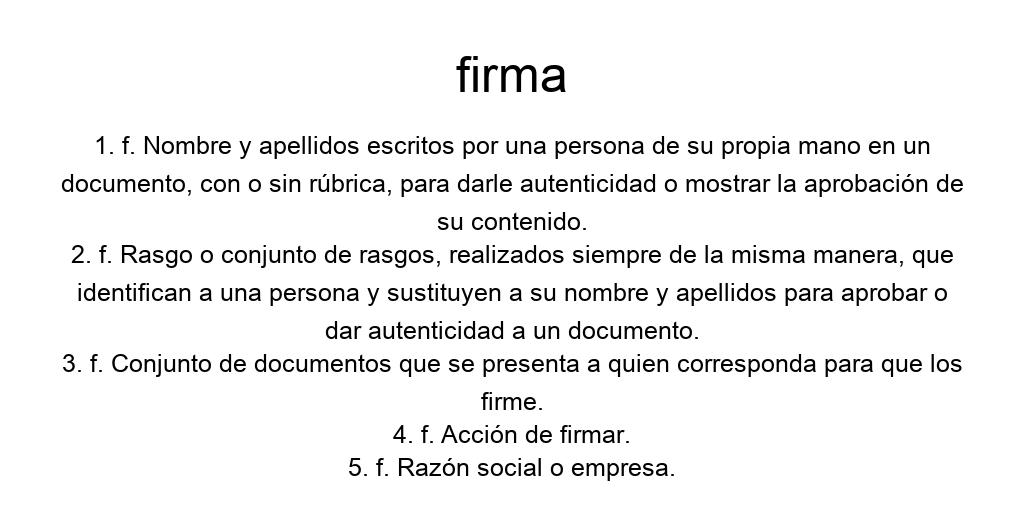 firma
1. f. Nombre y apellidos escritos por una persona de su propia mano en un
documento, con o sin rúbrica, para darle autenticidad o mostrar la aprobación de
su contenido.
2. f. Rasgo o conjunto de rasgos, realizados siempre de la misma manera, que
identifican a una persona y sustituyen a su nombre y apellidos para aprobar o
dar autenticidad a un documento.
3. f. Conjunto de documentos que se presenta a quien corresponda para que los
firme.
4. f. Acción de firmar.
5. f. Razón social o empresa.